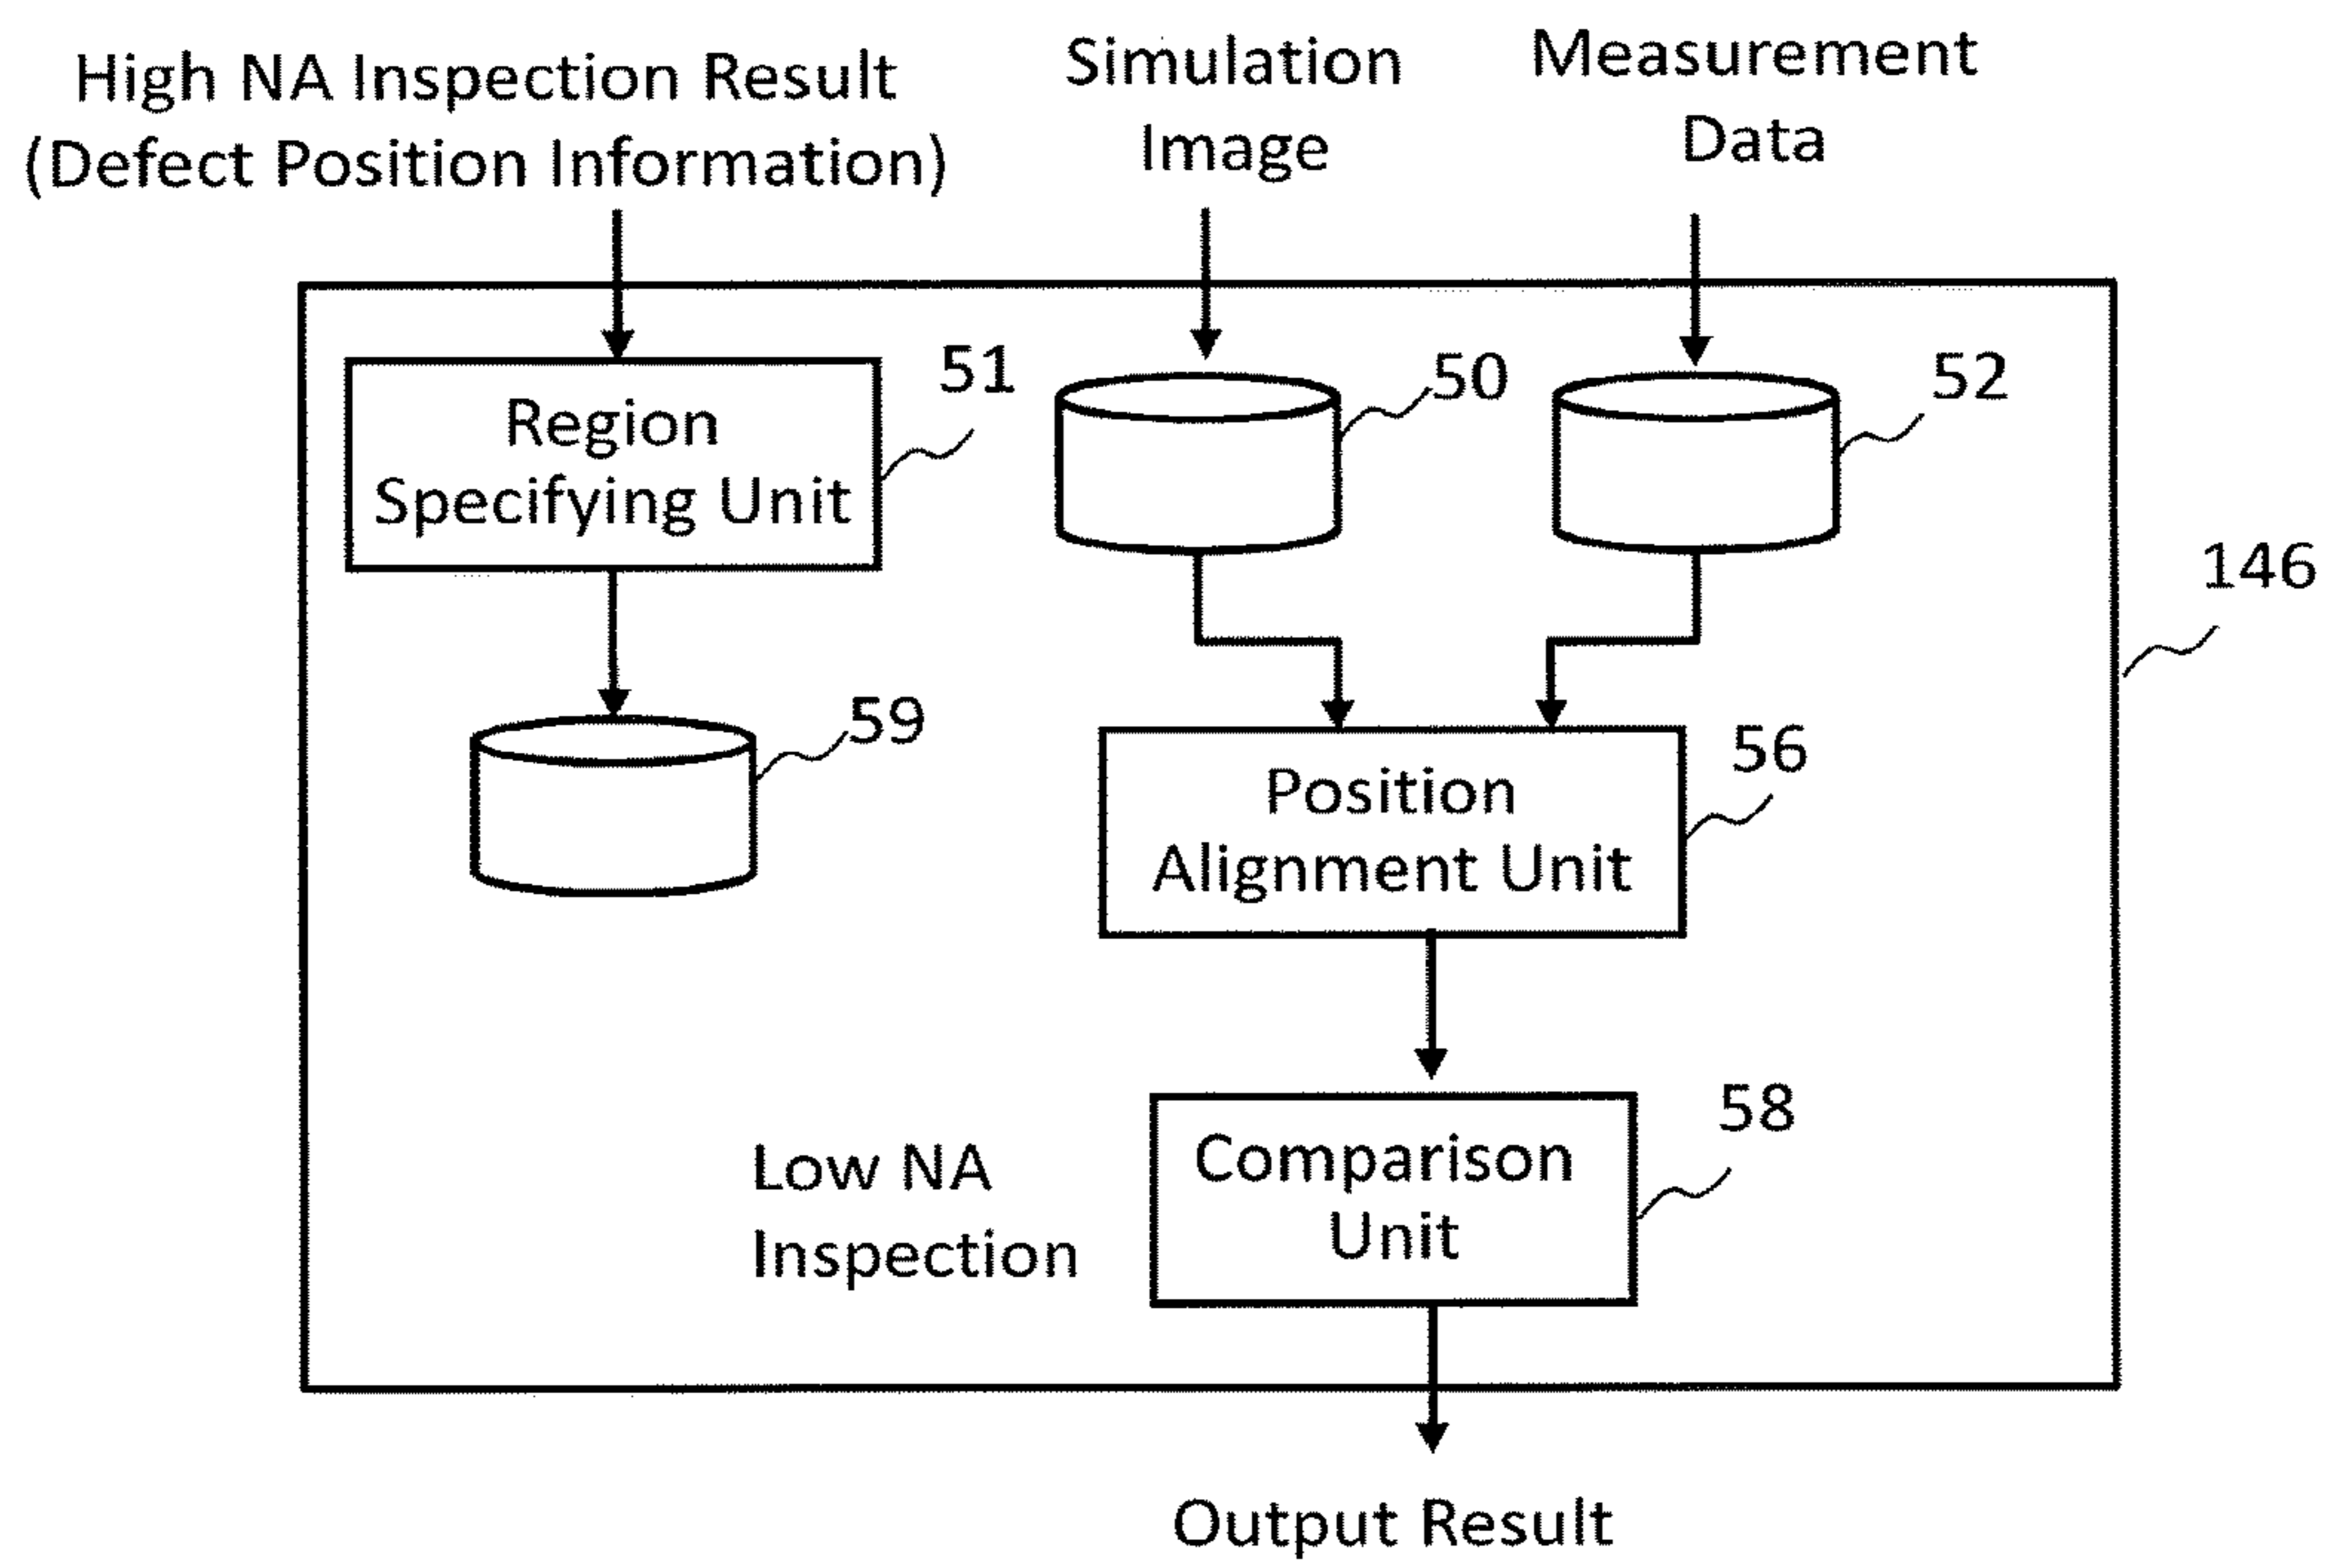 High NA Inspection Result
(Defect Position Information)
Simulation
Image
Measurement
Data
51
50
52
Region
Specifying Unit
146
59
56
Position
Alignment Unit
58
Comparison
Unit
Low NA
Inspection
Output Result